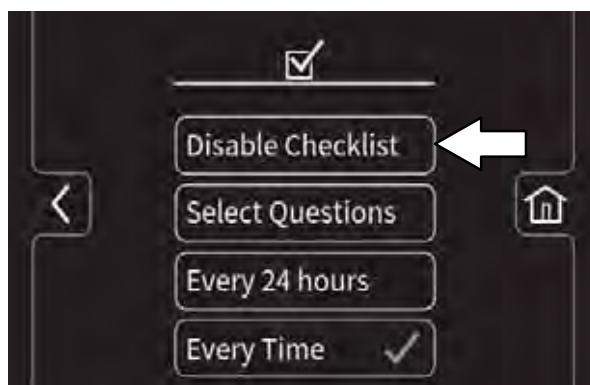 Disable Checklist
Select Questions
Every 24 hours
Every Time